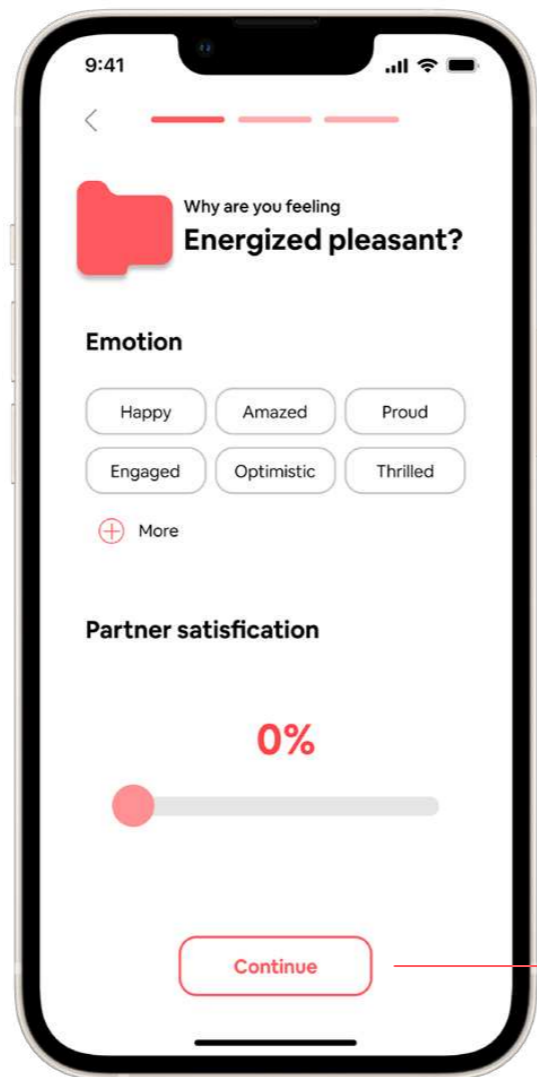 9:41
Why are you feeling
Energized pleasant?
Emotion
Happy Amazed Proud
Engaged Optimistic Thrilled
More
Partner satisfication
0%
Continue